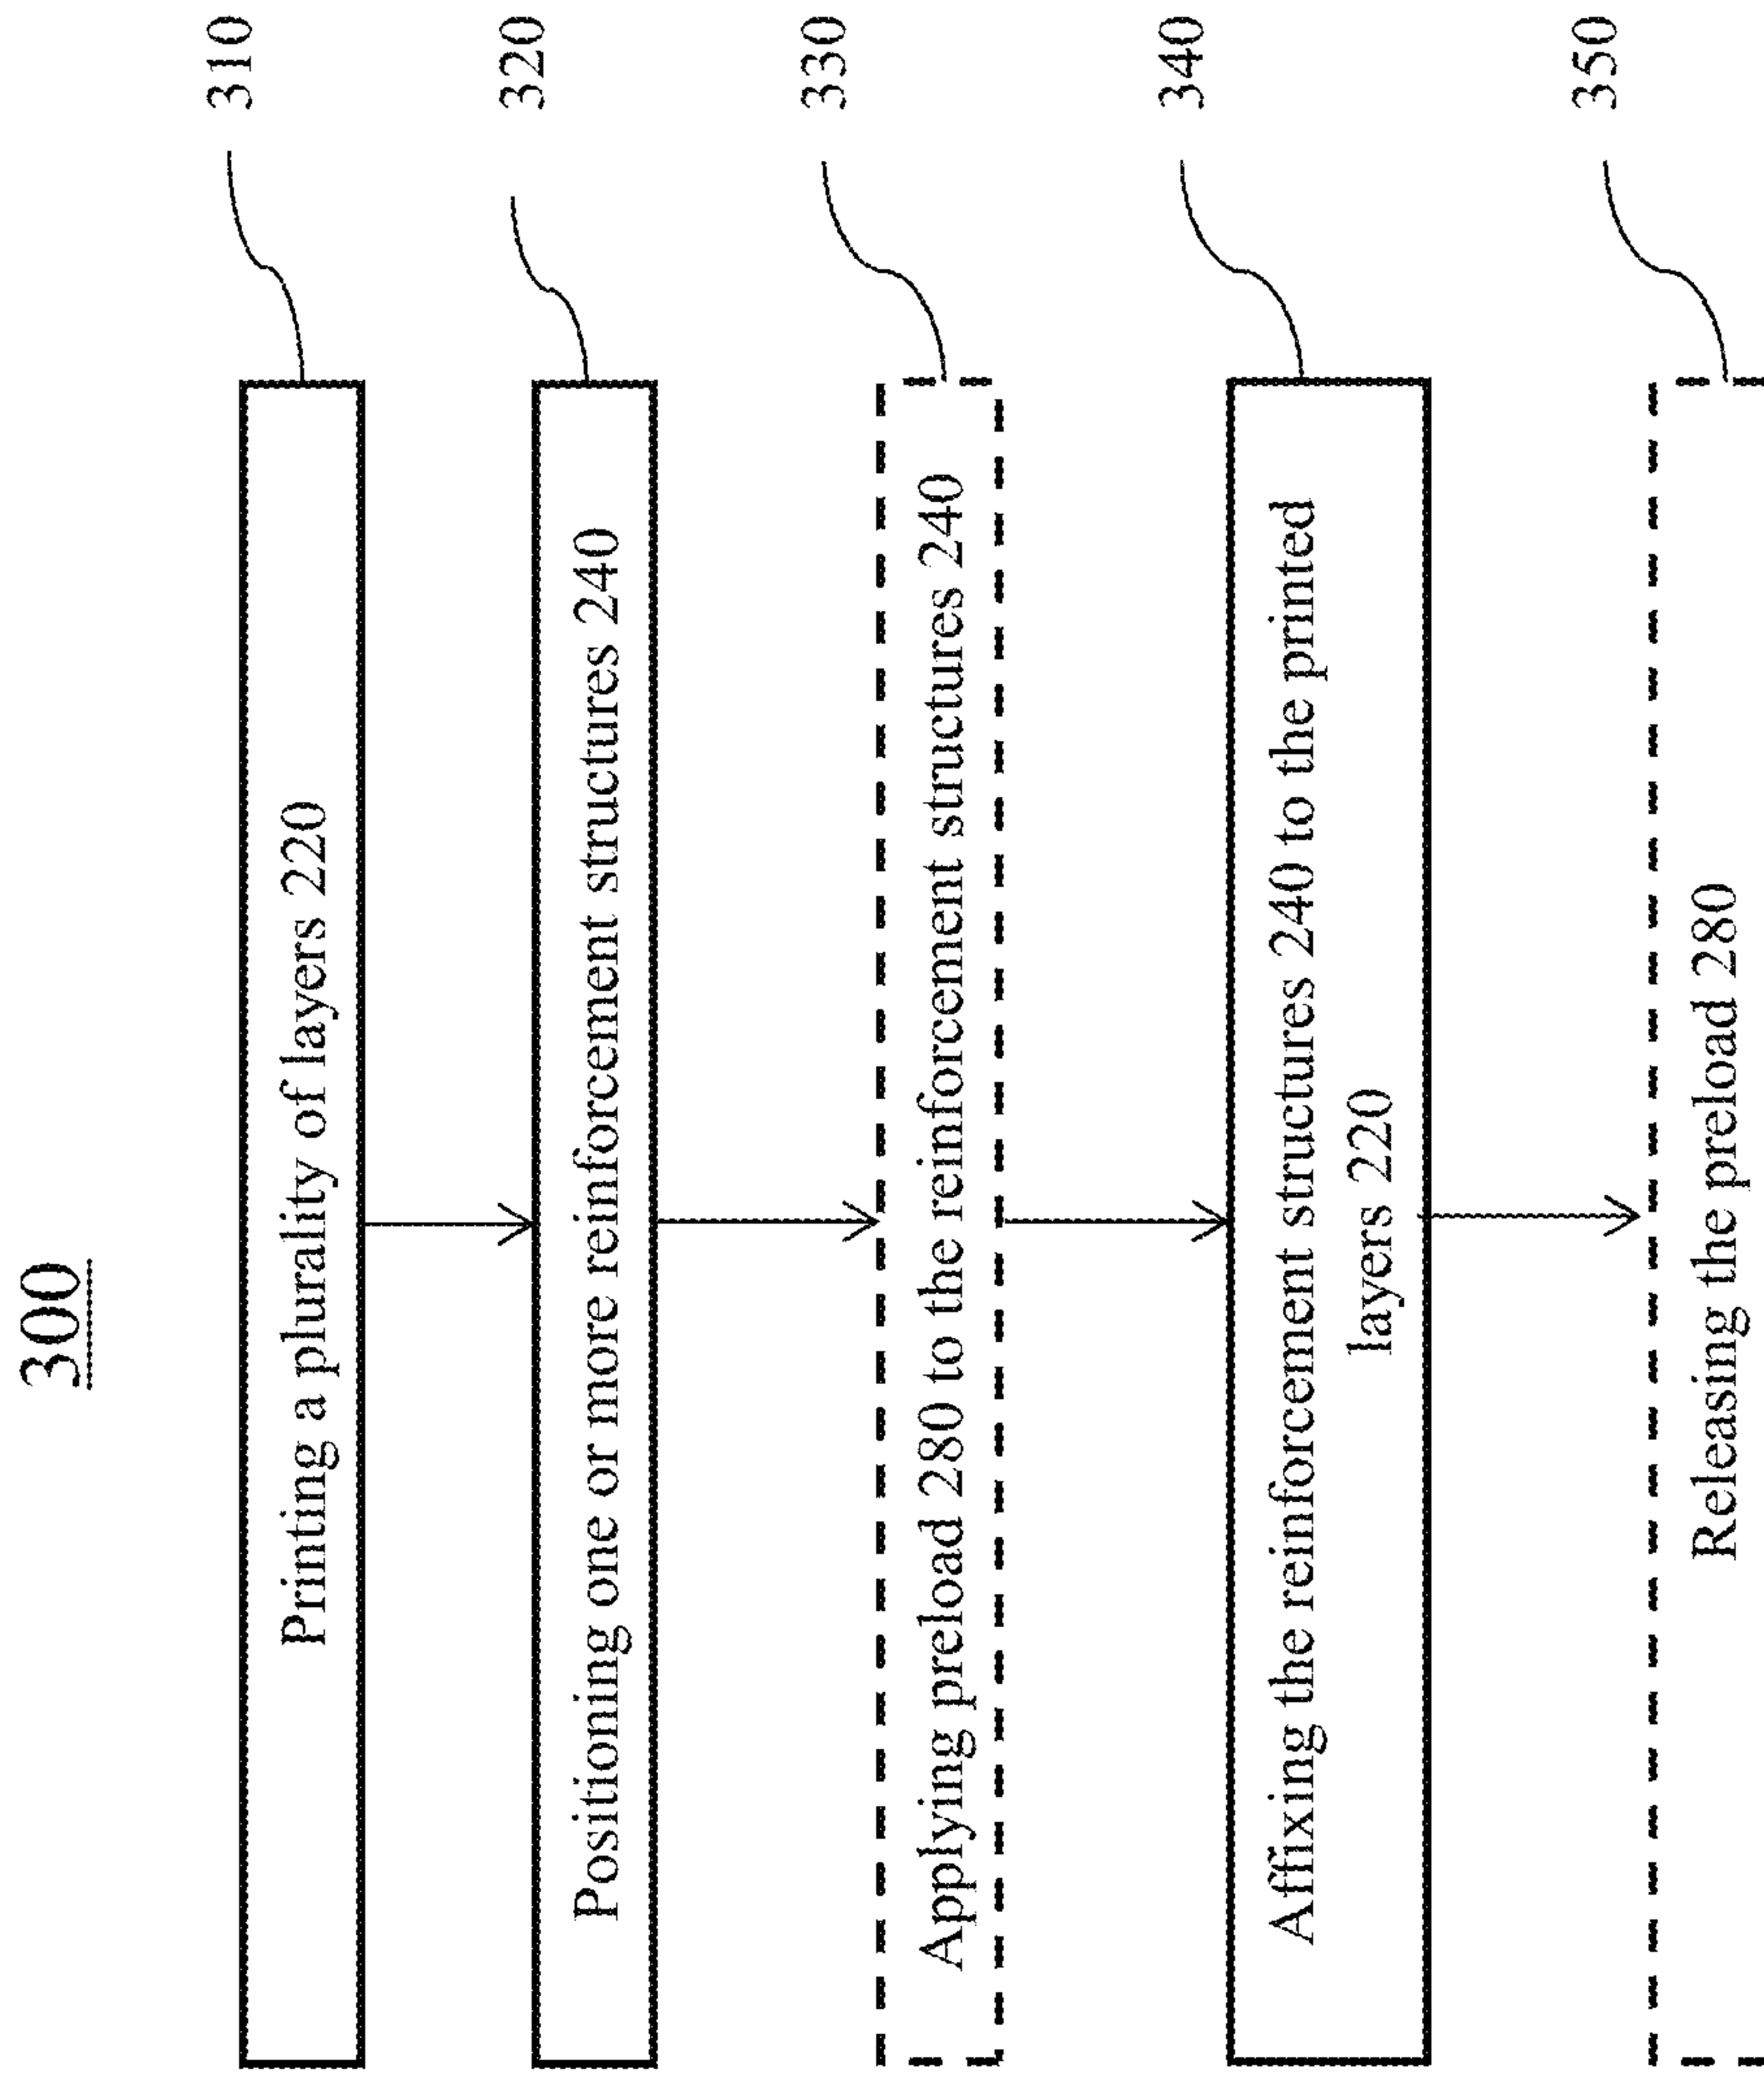 300
Printing a plurality of layers 220
310
Positioning one or more reinforcement structures 240
320
Applying preload 280 to the reinforcement structures 240
330
Affixing the reinforcement structures 240 to the printed
layers 220
340
Releasing the preload 280
350